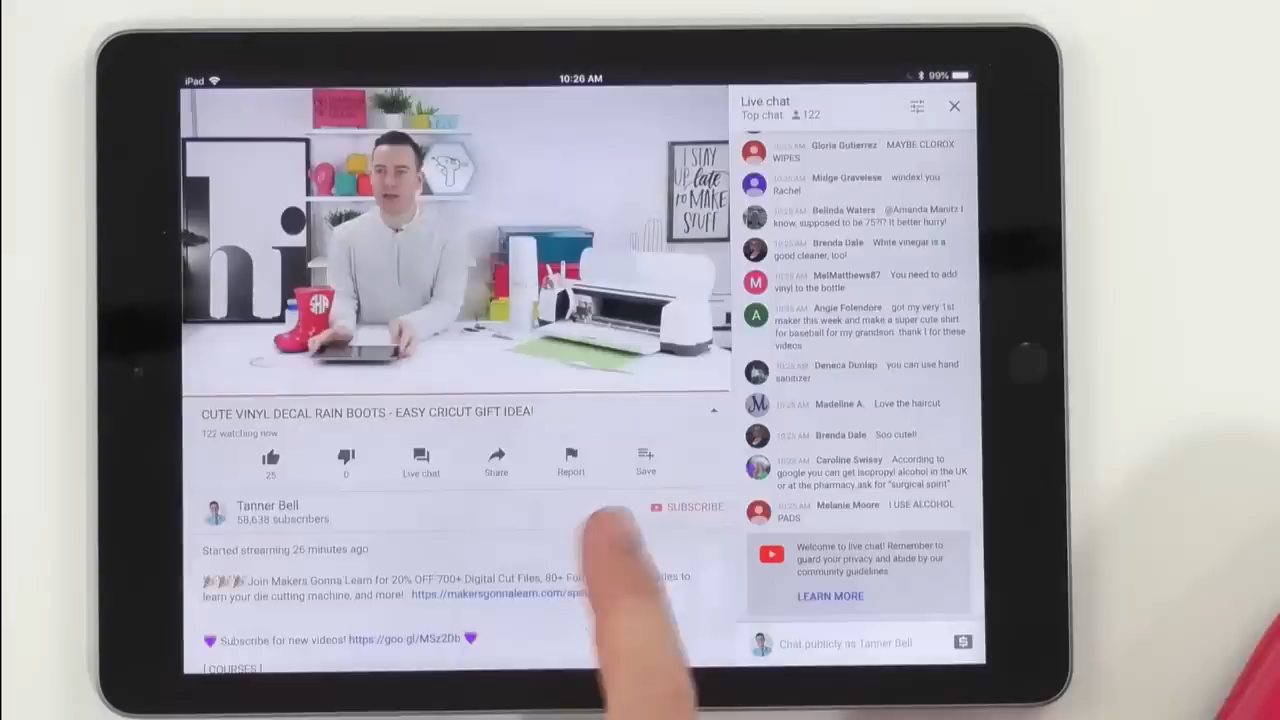 iPad
10:26 AM
99%
hi
SHA
I STAY
UP late
to MAKE
STUFF
CUTE VINYL DECAL RAIN BOOTS - EASY CRICUT GIFT IDEA!
122 watching now
25
0
Live chat
Share
Report
Save
Tanner Bell
58,638 subscribers
SUBSCRIBE
Started streaming 26 minutes ago
Join Makers Gonna Learn for 20% OFF 700+ Digital Cut Files, 80+
learn your die cutting machine, and more! https://makersgonnalearn.com/
Subscribe for new videos! https://goo.gl/MSz2Db
[ COURSES ]
Live chat
Top chat 122
Gloria Gutierrez MAYBE CLOROX
WIPES
Midge Gravelese windex! you
Rachel
Belinda Waters @Amanda Manitz I
know, supposed to be 75?!? It better hurry!
Brenda Dale White vinegar is a
good cleaner, too!
M
MelMatthews87 You need to add
vinyl to the bottle
A
Angie Folendore got my very 1st
maker this week and make a super cute shirt
for baseball for my grandson. thank I for these
videos
Deneca Dunlap you can use hand
sanitizer
M
Madeline A. Love the haircut
Brenda Dale Soo cute!!
Caroline Swissy According to
google you can get isopropyl alcohol in the UK
or at the pharmacy ask for "surgical spirit"
Melanie Moore I USE ALCOHOL
PADS
Welcome to live chat! Remember to
guard your privacy and abide by our
community guidelines.
LEARN MORE
Chat publicly as Tanner Bell
$